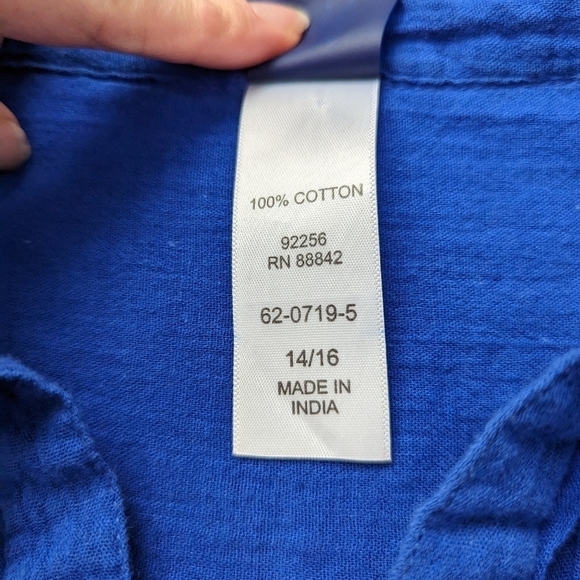 100% COTTON
92256
RN 88842
62-0719-5
14/16
MADE IN
INDIA